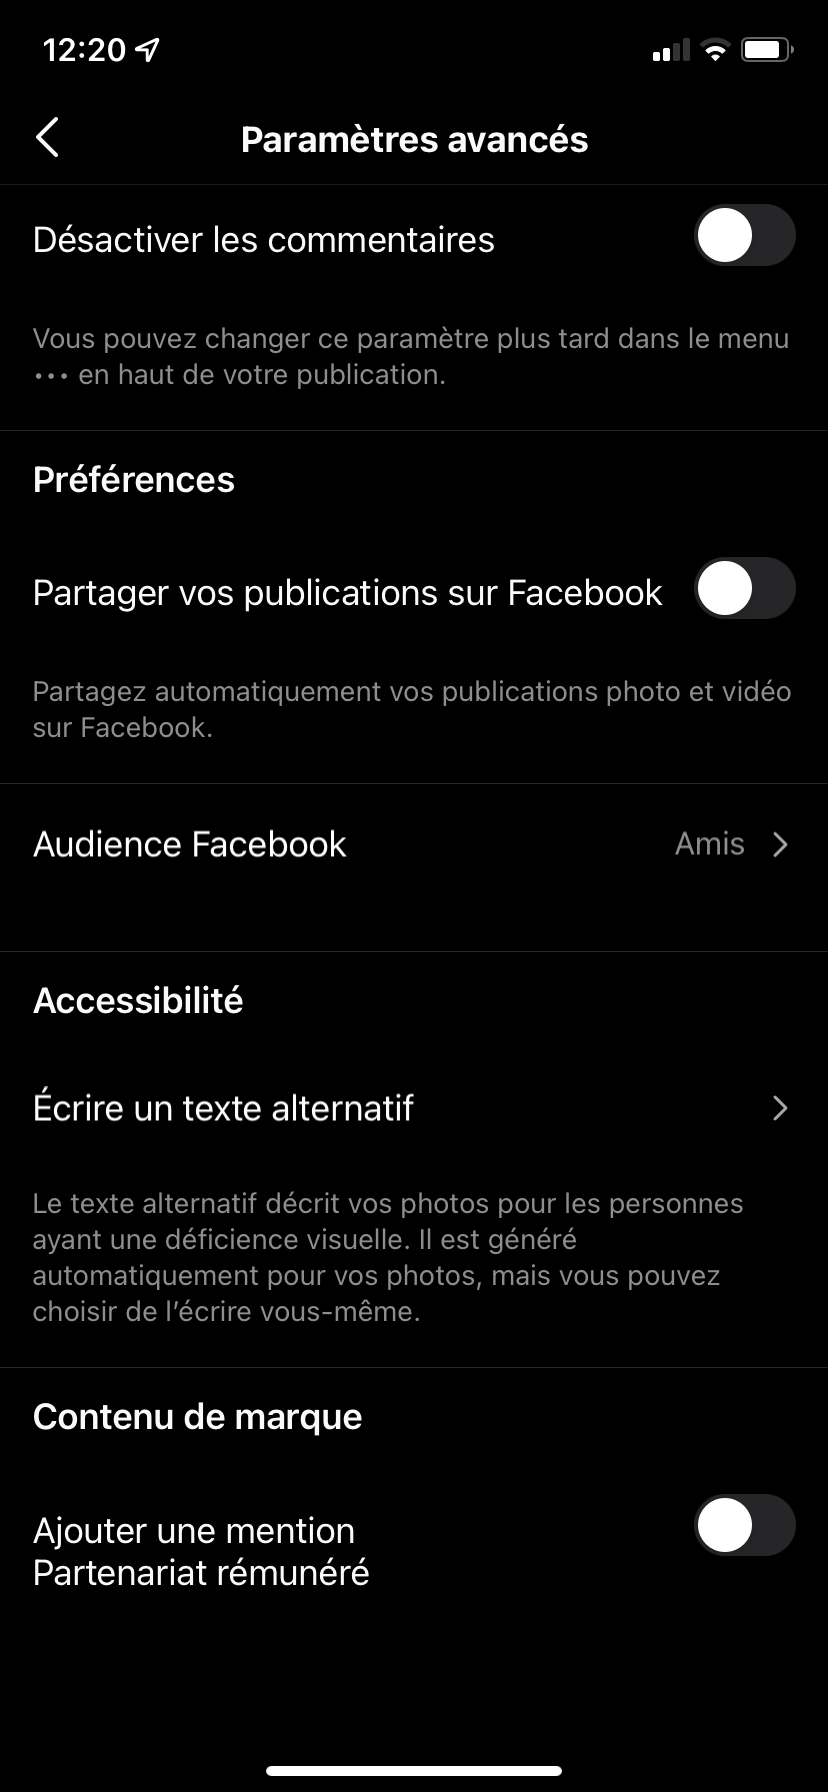 12:20
Paramètres avancés
Désactiver les commentaires
Vous pouvez changer ce paramètre plus tard dans le menu
••• en haut de votre publication.
Préférences
Partager vos publications sur Facebook
Partagez automatiquement vos publications photo et vidéo
sur Facebook.
Audience Facebook Amis
Accessibilité
Écrire un texte alternatif
Le texte alternatif décrit vos photos pour les personnes
ayant une déficience visuelle. Il est généré
automatiquement pour vos photos, mais vous pouvez
choisir de l’écrire vous-même.
Contenu de marque
Ajouter une mention
Partenariat rémunéré